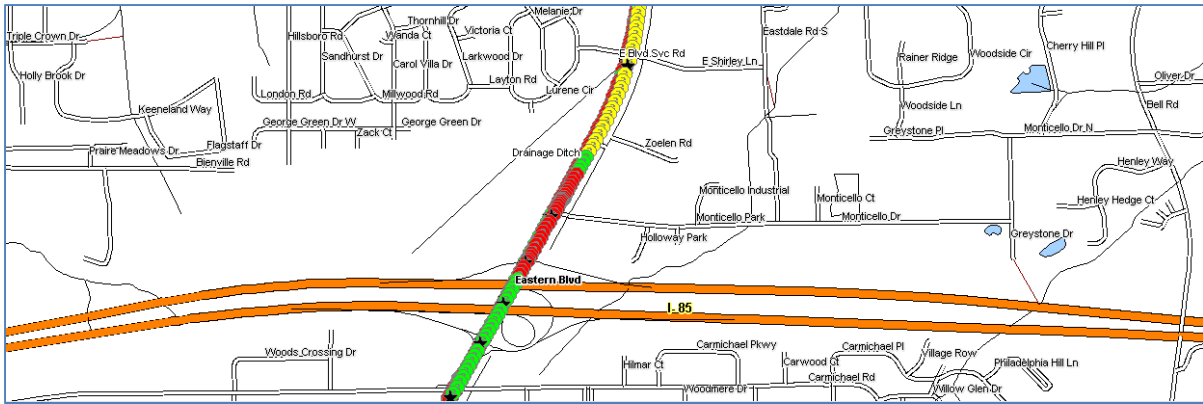 Triple Crown Dr
Holly Brook Dr
Keeneland Way
Flagstaff Dr
Praire Meadows Dr
Bienville Rd
Hillsboro Rd
Thornhill Dr
Wanda Ct
Sandhurst Dr
Carol Villa Dr
Victoria Ct
Larkwood Dr
Layton Rd
Melanie Dr
London Rd
Millwood Rd
Lurene Cir
George Green Dr W
George Green Dr
Zack Ct
Drainage Ditch
E Blvd Svc Rd
E Shirley Ln
Eastdale Rd S
Zoelen Rd
Rainer Ridge
Woodside Cir
Cherry Hill Pl
Oliver Dr
Bell Rd
Woodside Ln
Greystone Pl
Monticello Dr N
Henley Way
Henley Hedge Ct
Monticello Industrial
Monticello Ct
Monticello Park
Monticello Dr
Holloway Park
Greystone Dr
Eastern Blvd
I- 85
Woods Crossing Dr
Hilmar Ct
Carmichael Pkwy
Carwood Ct
Carmichael Pl
Village Row
Philadelphia Hill Ln
Carmichael Rd
Woodmere Dr
Willow Glen Dr